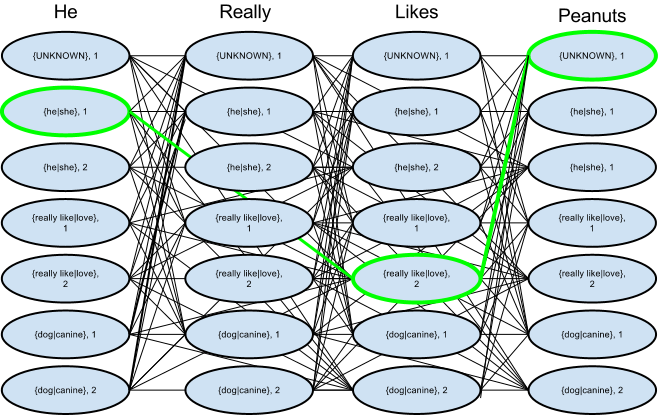 He Really Likes Peanuts
{UNKNOWN}, 1 {UNKNOWN}, 1 {UNKNOWN}, 1 {UNKNOWN}, 1
{he|she}, 1 {he|she}, 1 {he|she}, 1 {he|she}, 1
{he|she}, 2 {he|she}, 2 {he|she}, 2 {he|she}, 1
{really like|love}, {really like|love}, {really like|love}, {really like|love},
1 1 1 1
{really like|love}, {really like|love}, {really like|love}, {really like|love},
2 2 2 2
{dog|canine}, 1 {dog|canine}, 1 {dog|canine}, 1 {dog|canine}, 1
{dog|canine}, 2 {dog|canine}, 2 {dog|canine}, 2 {dog|canine}, 2